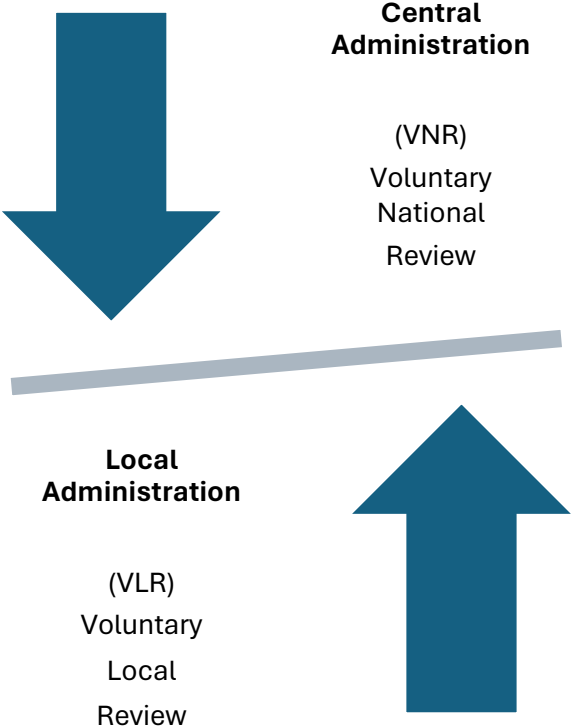 Central
Administration
(VNR)
Voluntary
National
Review
Local
Administration
(VLR)
Voluntary
Local
Review